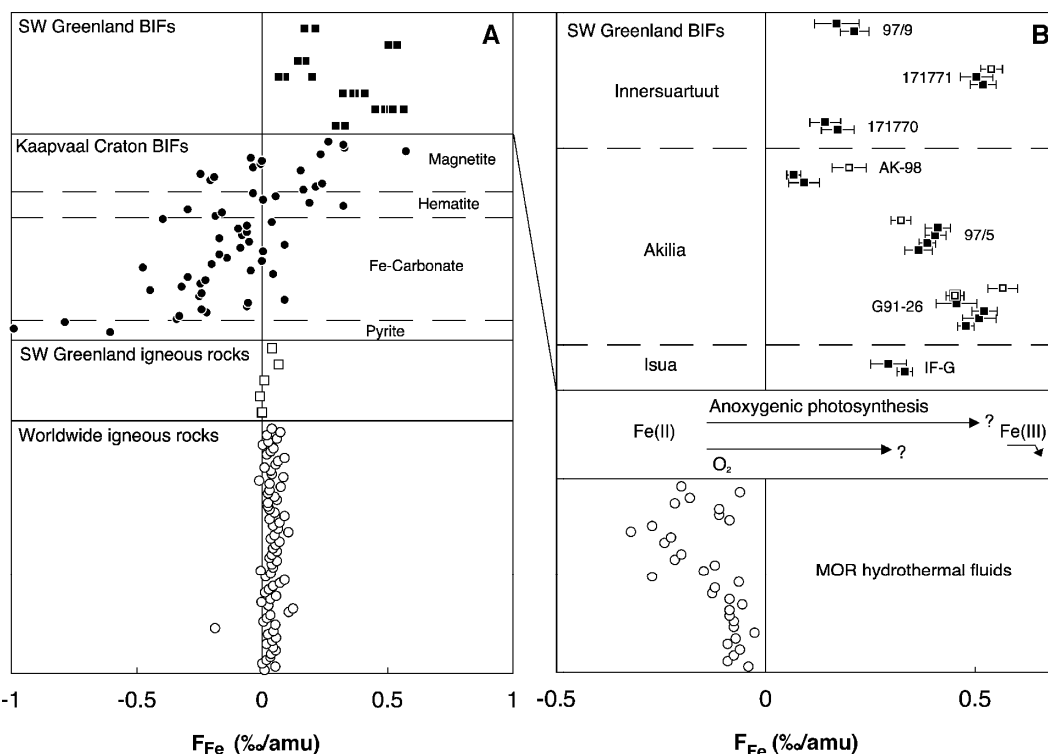 SW Greenland BIFs
A
Kaapvaal Craton BIFs
Magnetite
Hematite
Fe-Carbonate
Pyrite
SW Greenland igneous rocks
Worldwide igneous rocks
-1
-0.5
0
0.5
1
F_Fe (‰/amu)
SW Greenland BIFs
B
97/9
Innersuartuut
171771
171770
AK-98
Akilia
97/5
G91-26
Isua
IF-G
Anoxygenic photosynthesis
Fe(II)
?
Fe(III)
O₂
?
MOR hydrothermal fluids
-0.5
0
0.5
F_Fe (‰/amu)